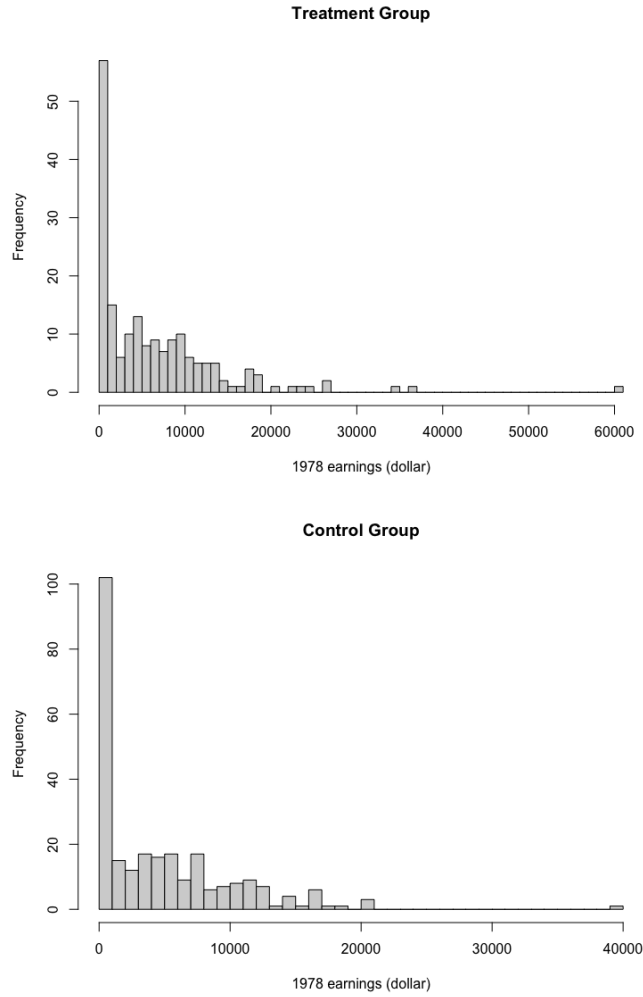 Treatment Group
50
40
30
20
10
0
Frequency
0 10000 20000 30000 40000 50000 60000
1978 earnings (dollar)
Control Group
100
80
60
40
20
0
Frequency
0 10000 20000 30000 40000
1978 earnings (dollar)